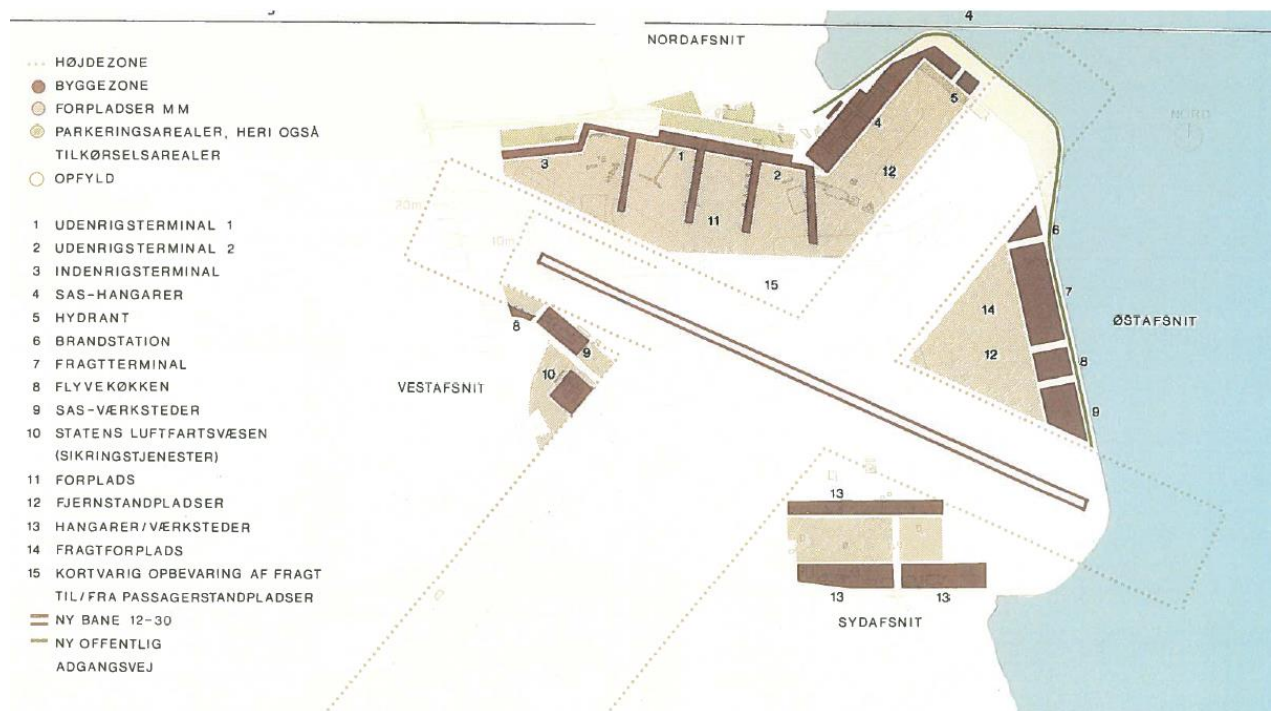 4
NORDAFSNIT
HØJDEZONE
BYGGEZONE
FORPLADSER MM
PARKERINGSAREALER, HERI OGSÅ
TILKØRSELSAREALER
OPFYLD
1 UDENRIGSTERMINAL 1
2 UDENRIGSTERMINAL 2
3 INDENRIGSTERMINAL
4 SAS-HANGARER
5 HYDRANT
6 BRANDSTATION
7 FRAGTTERMINAL
8 FLYVEKØKKEN
9 SAS-VÆRKSTEDER
10 STATENS LUFTFARTSVÆSEN
(SIKRINGSTJENESTER)
11 FORPLADS
12 FJERNSTANDPLADSER
13 HANGARER/VÆRKSTEDER
14 FRAGTFORPLADS
15 KORTVARIG OPBEVARING AF FRAGT
TIL/FRA PASSAGERSTANDPLADSER
NY BANE 12-30
NY OFFENTLIG
ADGANGSVEJ
5
4
NORD
3
1
2
12
20m
11
10m
6
15
7
14
ØSTAFSNIT
8
9
12
8
10
VESTAFSNIT
9
13
13
13
SYDAFSNIT